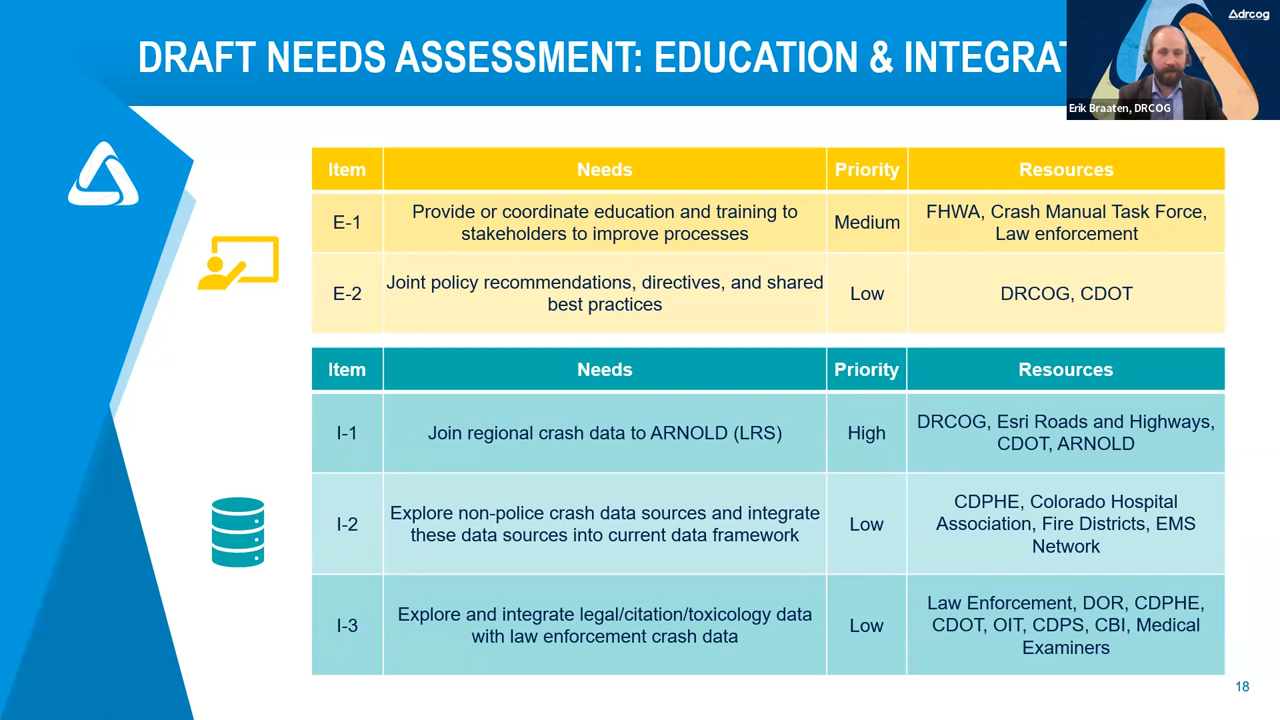 DRAFT NEEDS ASSESSMENT: EDUCATION & INTEGRAT
drcog
Erik Braaten, DRCOG
Item Needs Priority Resources
E-1
Provide or coordinate education and training to
stakeholders to improve processes
Medium
FHWA, Crash Manual Task Force,
Law enforcement
E-2
Joint policy recommendations, directives, and shared
best practices
Low
DRCOG, CDOT
Item Needs Priority Resources
I-1
Join regional crash data to ARNOLD (LRS)
High
DRCOG, Esri Roads and Highways,
CDOT, ARNOLD
I-2
Explore non-police crash data sources and integrate
these data sources into current data framework
Low
CDPHE, Colorado Hospital
Association, Fire Districts, EMS
Network
I-3
Explore and integrate legal/citation/toxicology data
with law enforcement crash data
Low
Law Enforcement, DOR, CDPHE,
CDOT, OIT, CDPS, CBI, Medical
Examiners
18